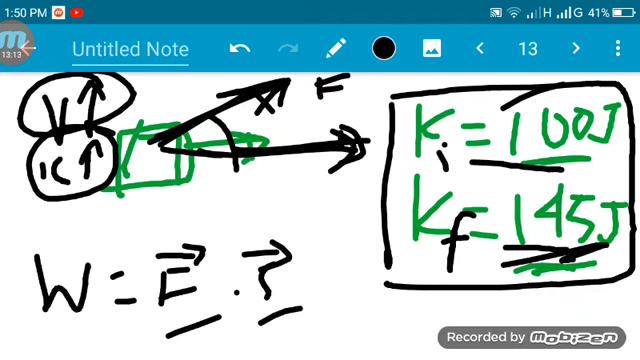 1:50 PM H G 41%
13:13
Untitled Note 13
V F
K
Ki = 100J
Kf = 145J
W = F . S
Recorded by mobizen